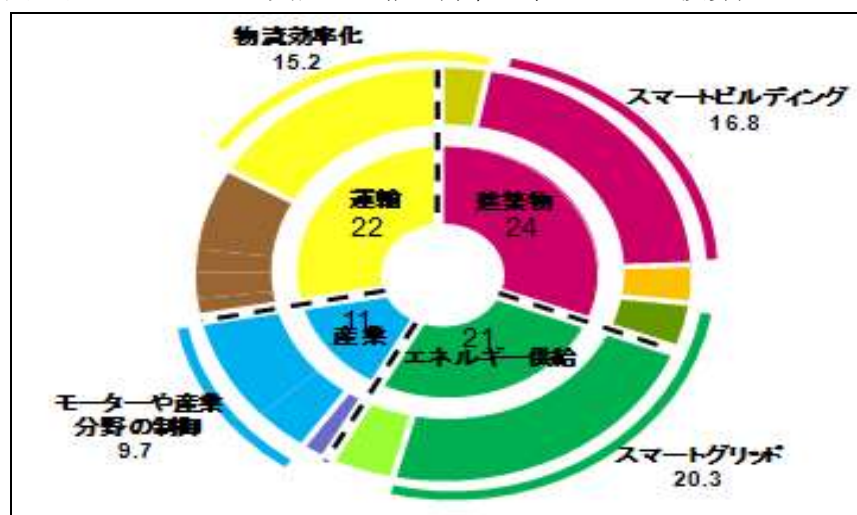 物流効率化
15.2
スマートビルディング
16.8
運輸
22
建築物
24
11
産業
21
エネルギー供給
モーターや産業
分野の制御
9.7
スマートグリッド
20.3